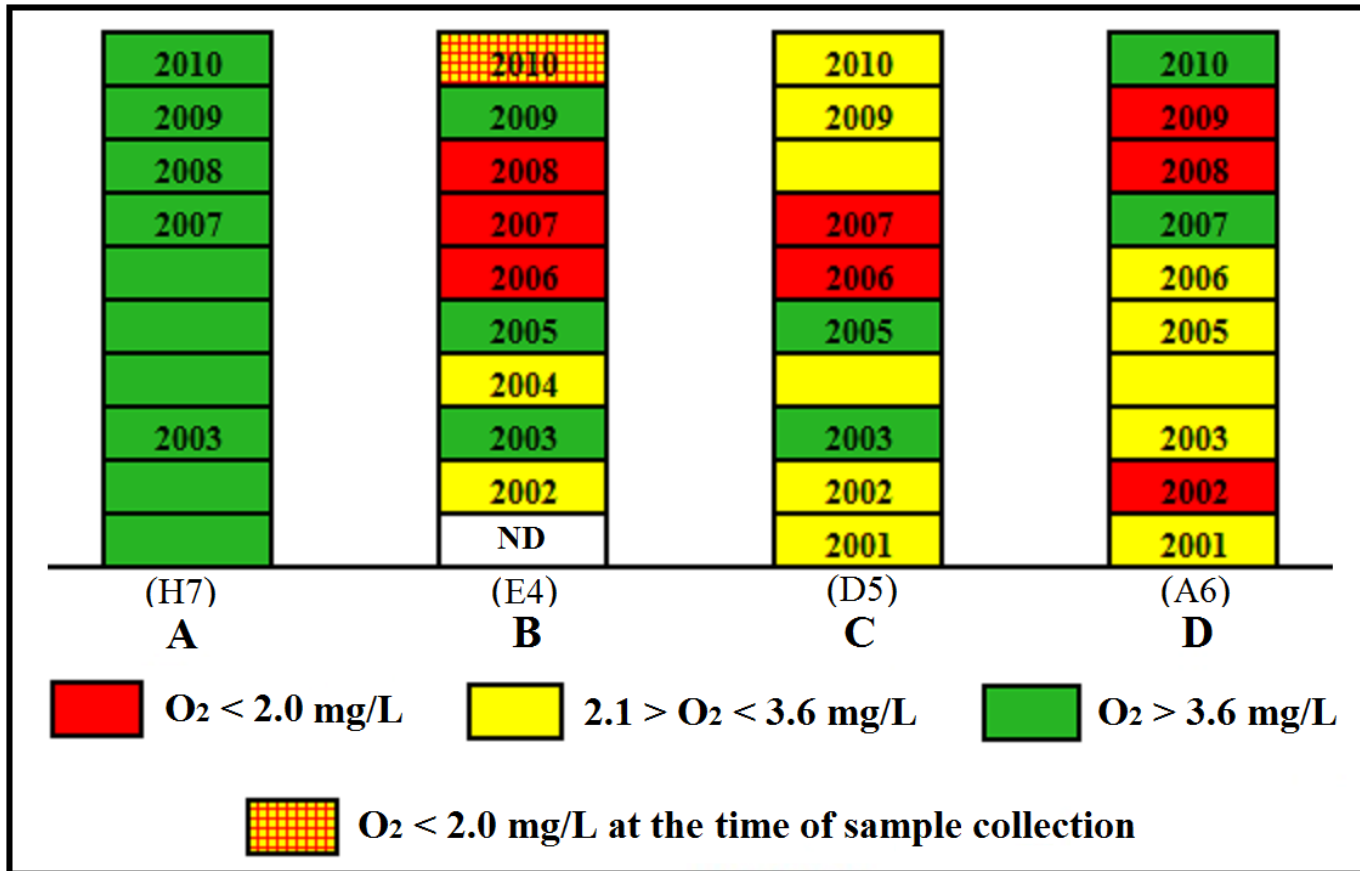 2010 2010 2010 2010
2009 2009 2009 2009
2008 2008 2008
2007 2007 2007 2007
2006 2006 2006
2005 2005 2005
2004
2003 2003 2003 2003
2002 2002 2002
ND 2001 2001
(H7) (E4) (D5) (A6)
A B C D
O₂ < 2.0 mg/L 2.1 > O₂ < 3.6 mg/L O₂ > 3.6 mg/L
O₂ < 2.0 mg/L at the time of sample collection